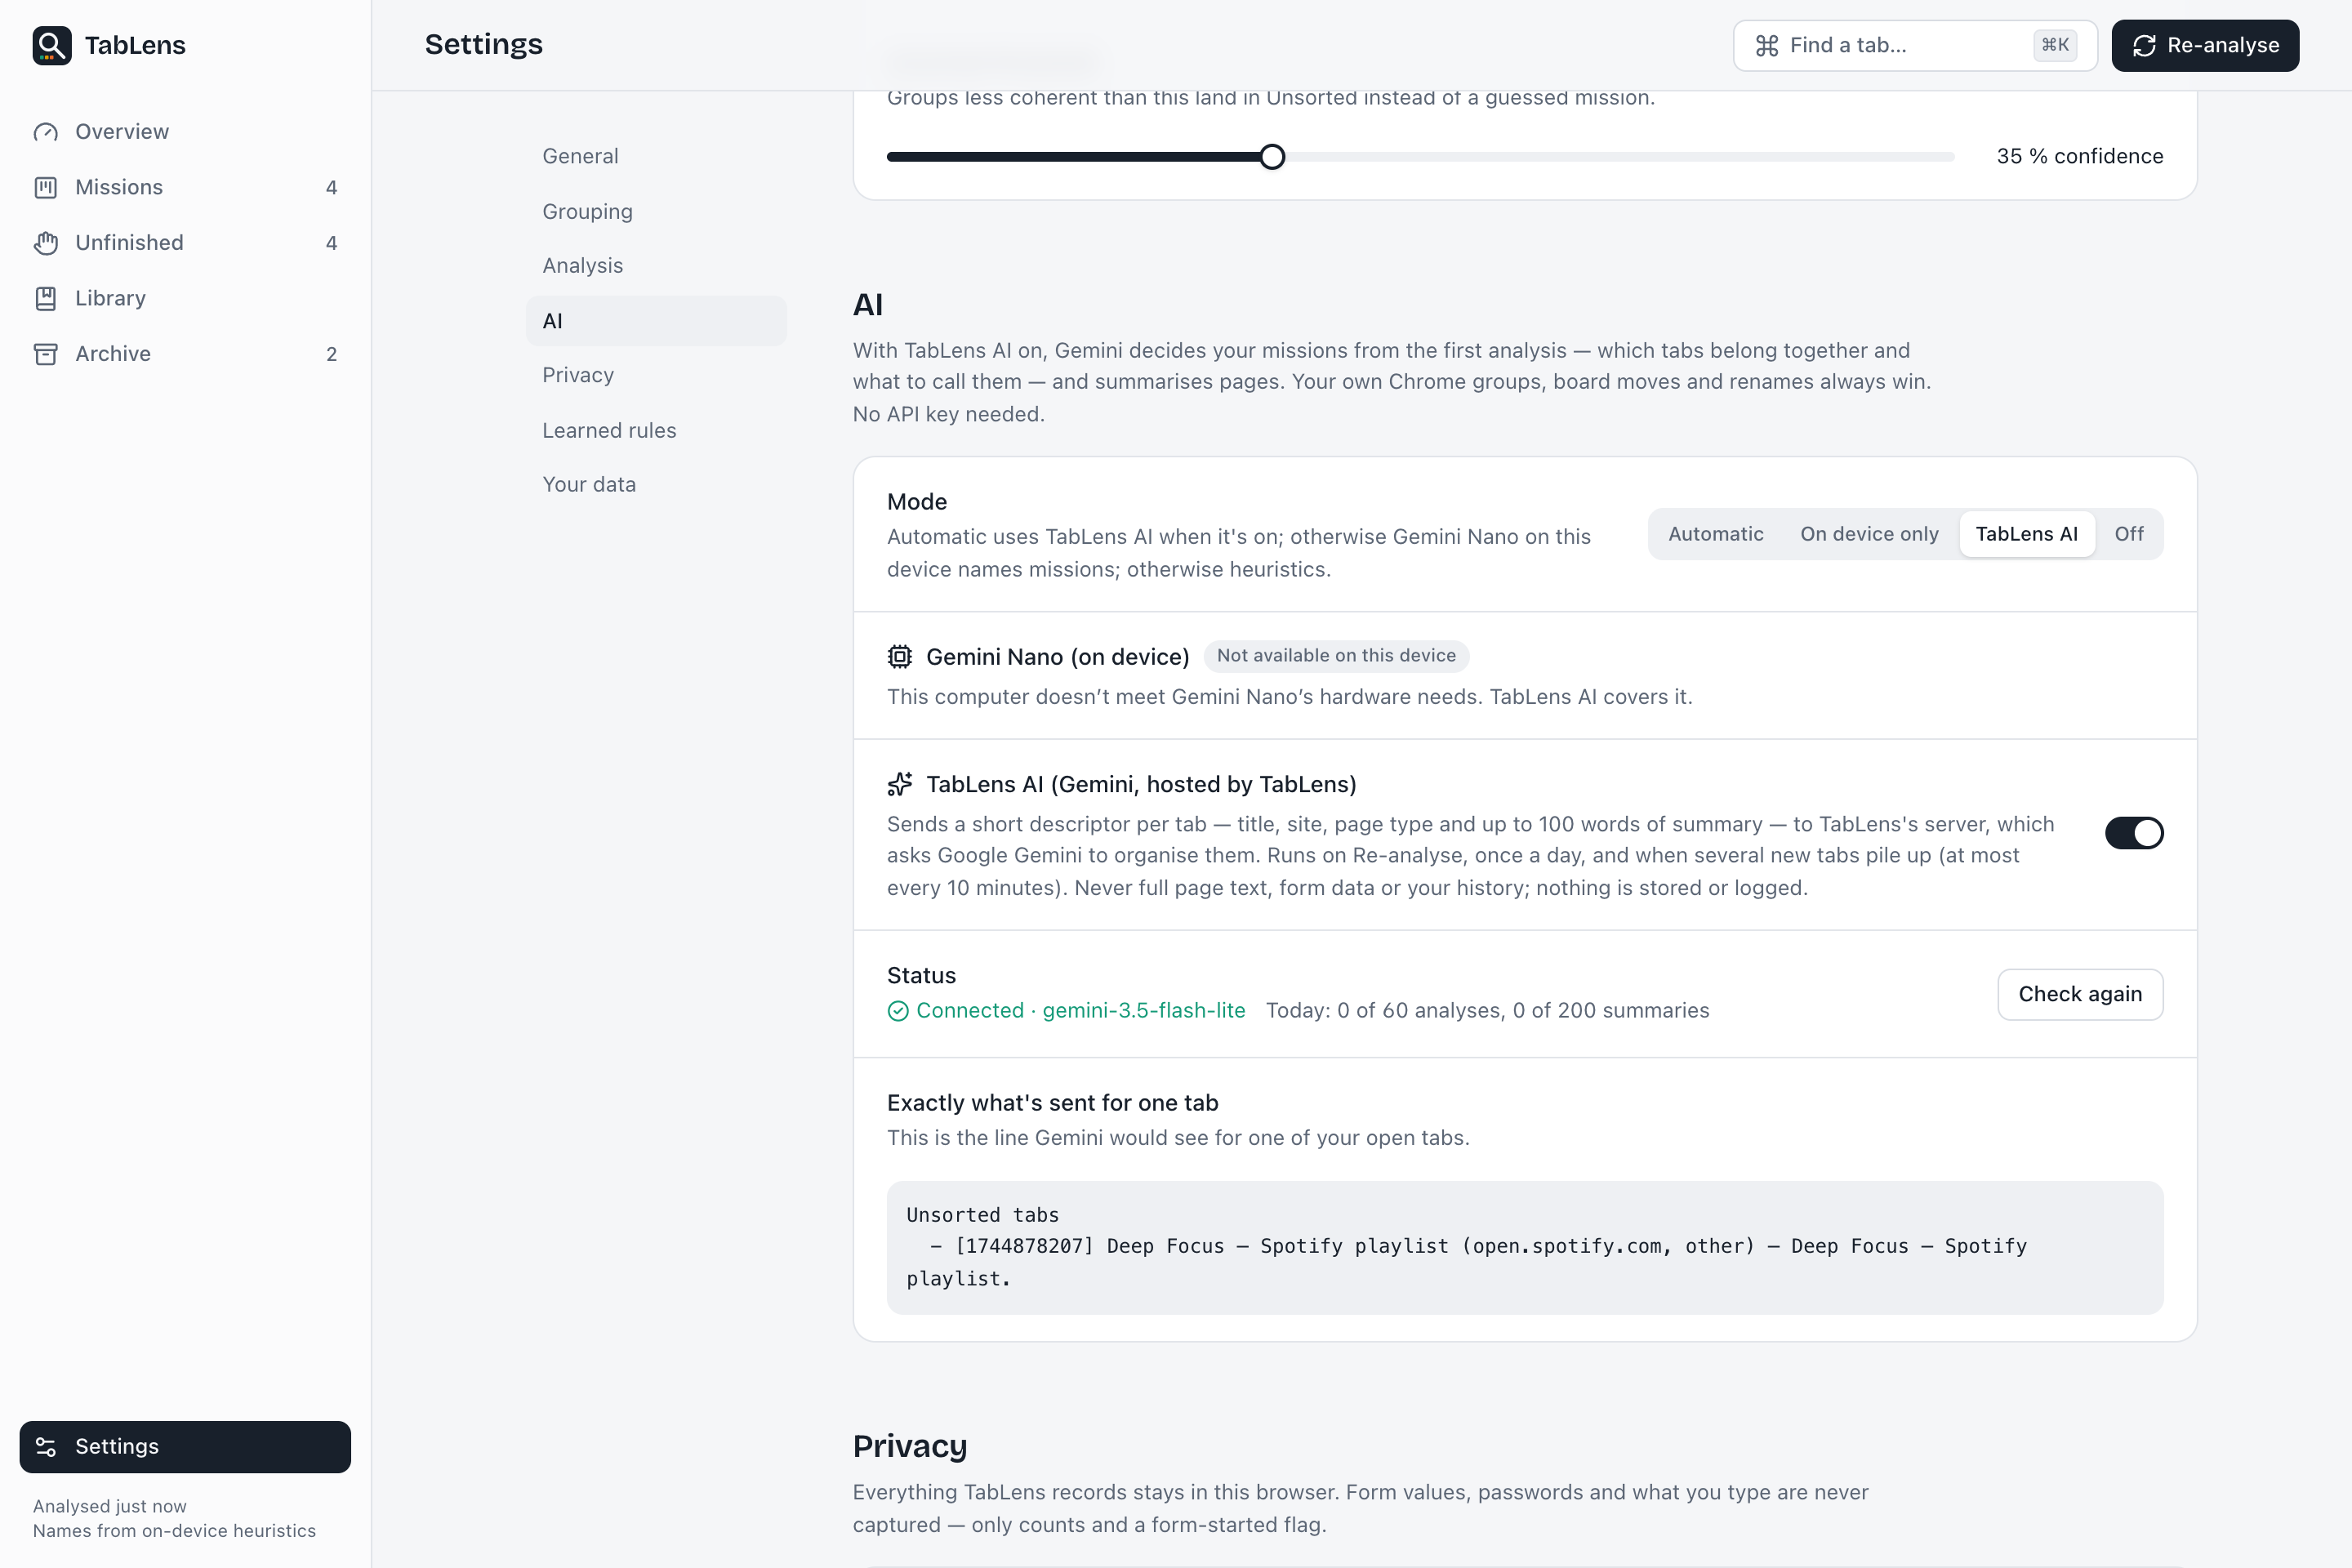 TabLens
Overview
Missions 4
Unfinished 4
Library
Archive 2
Settings
Analysed just now
Names from on-device heuristics
Settings
Find a tab... ⌘K
Re-analyse
General
Grouping
Analysis
AI
Privacy
Learned rules
Your data
Groups less coherent than this land in Unsorted instead of a guessed mission.
35 % confidence
AI
With TabLens AI on, Gemini decides your missions from the first analysis — which tabs belong together and
what to call them — and summarises pages. Your own Chrome groups, board moves and renames always win.
No API key needed.
Mode
Automatic uses TabLens AI when it's on; otherwise Gemini Nano on this
device names missions; otherwise heuristics.
Automatic On device only TabLens AI Off
Gemini Nano (on device) Not available on this device
This computer doesn’t meet Gemini Nano’s hardware needs. TabLens AI covers it.
TabLens AI (Gemini, hosted by TabLens)
Sends a short descriptor per tab — title, site, page type and up to 100 words of summary — to TabLens's server, which
asks Google Gemini to organise them. Runs on Re-analyse, once a day, and when several new tabs pile up (at most
every 10 minutes). Never full page text, form data or your history; nothing is stored or logged.
Status
Connected · gemini-3.5-flash-lite Today: 0 of 60 analyses, 0 of 200 summaries
Check again
Exactly what's sent for one tab
This is the line Gemini would see for one of your open tabs.
Unsorted tabs
– [1744878207] Deep Focus — Spotify playlist (open.spotify.com, other) — Deep Focus — Spotify
playlist.
Privacy
Everything TabLens records stays in this browser. Form values, passwords and what you type are never
captured — only counts and a form-started flag.